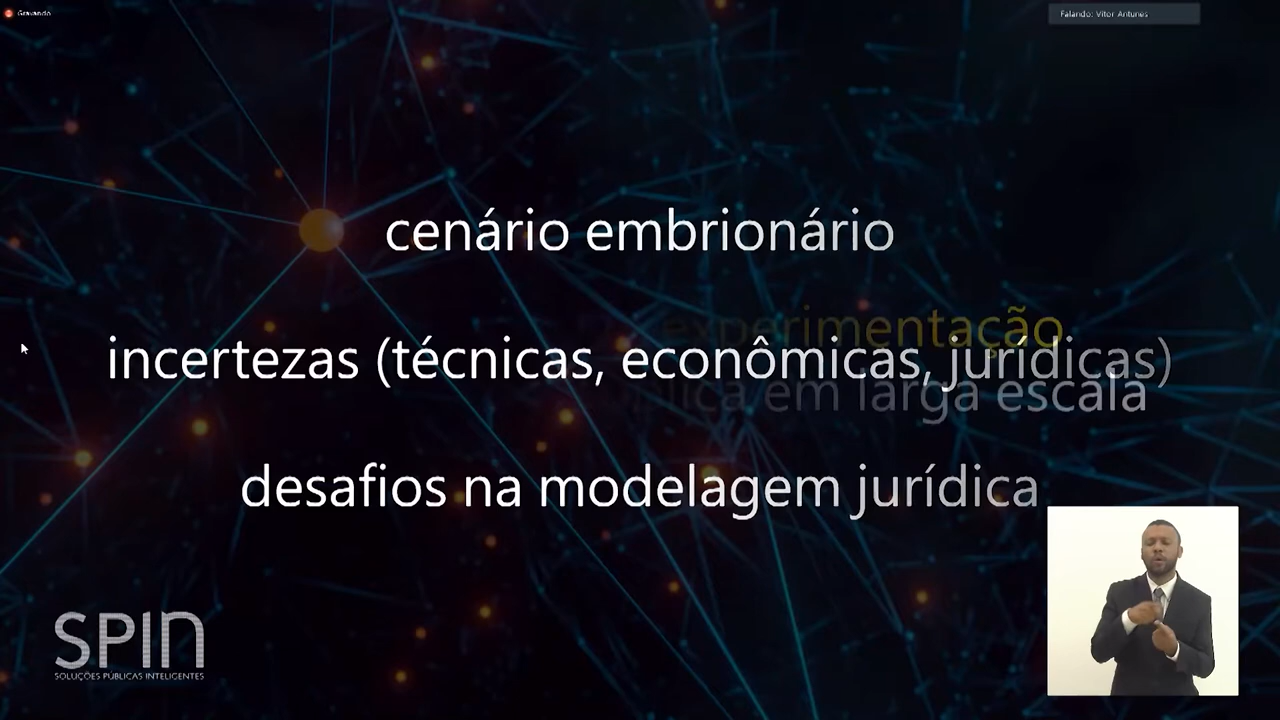 Gravando
Falando: Vitor Antunes
cenário embrionário
experimentação
incertezas (técnicas, econômicas, jurídicas)
em larga escala
desafios na modelagem jurídica
SPIN
SOLUÇÕES PÚBLICAS INTELIGENTES